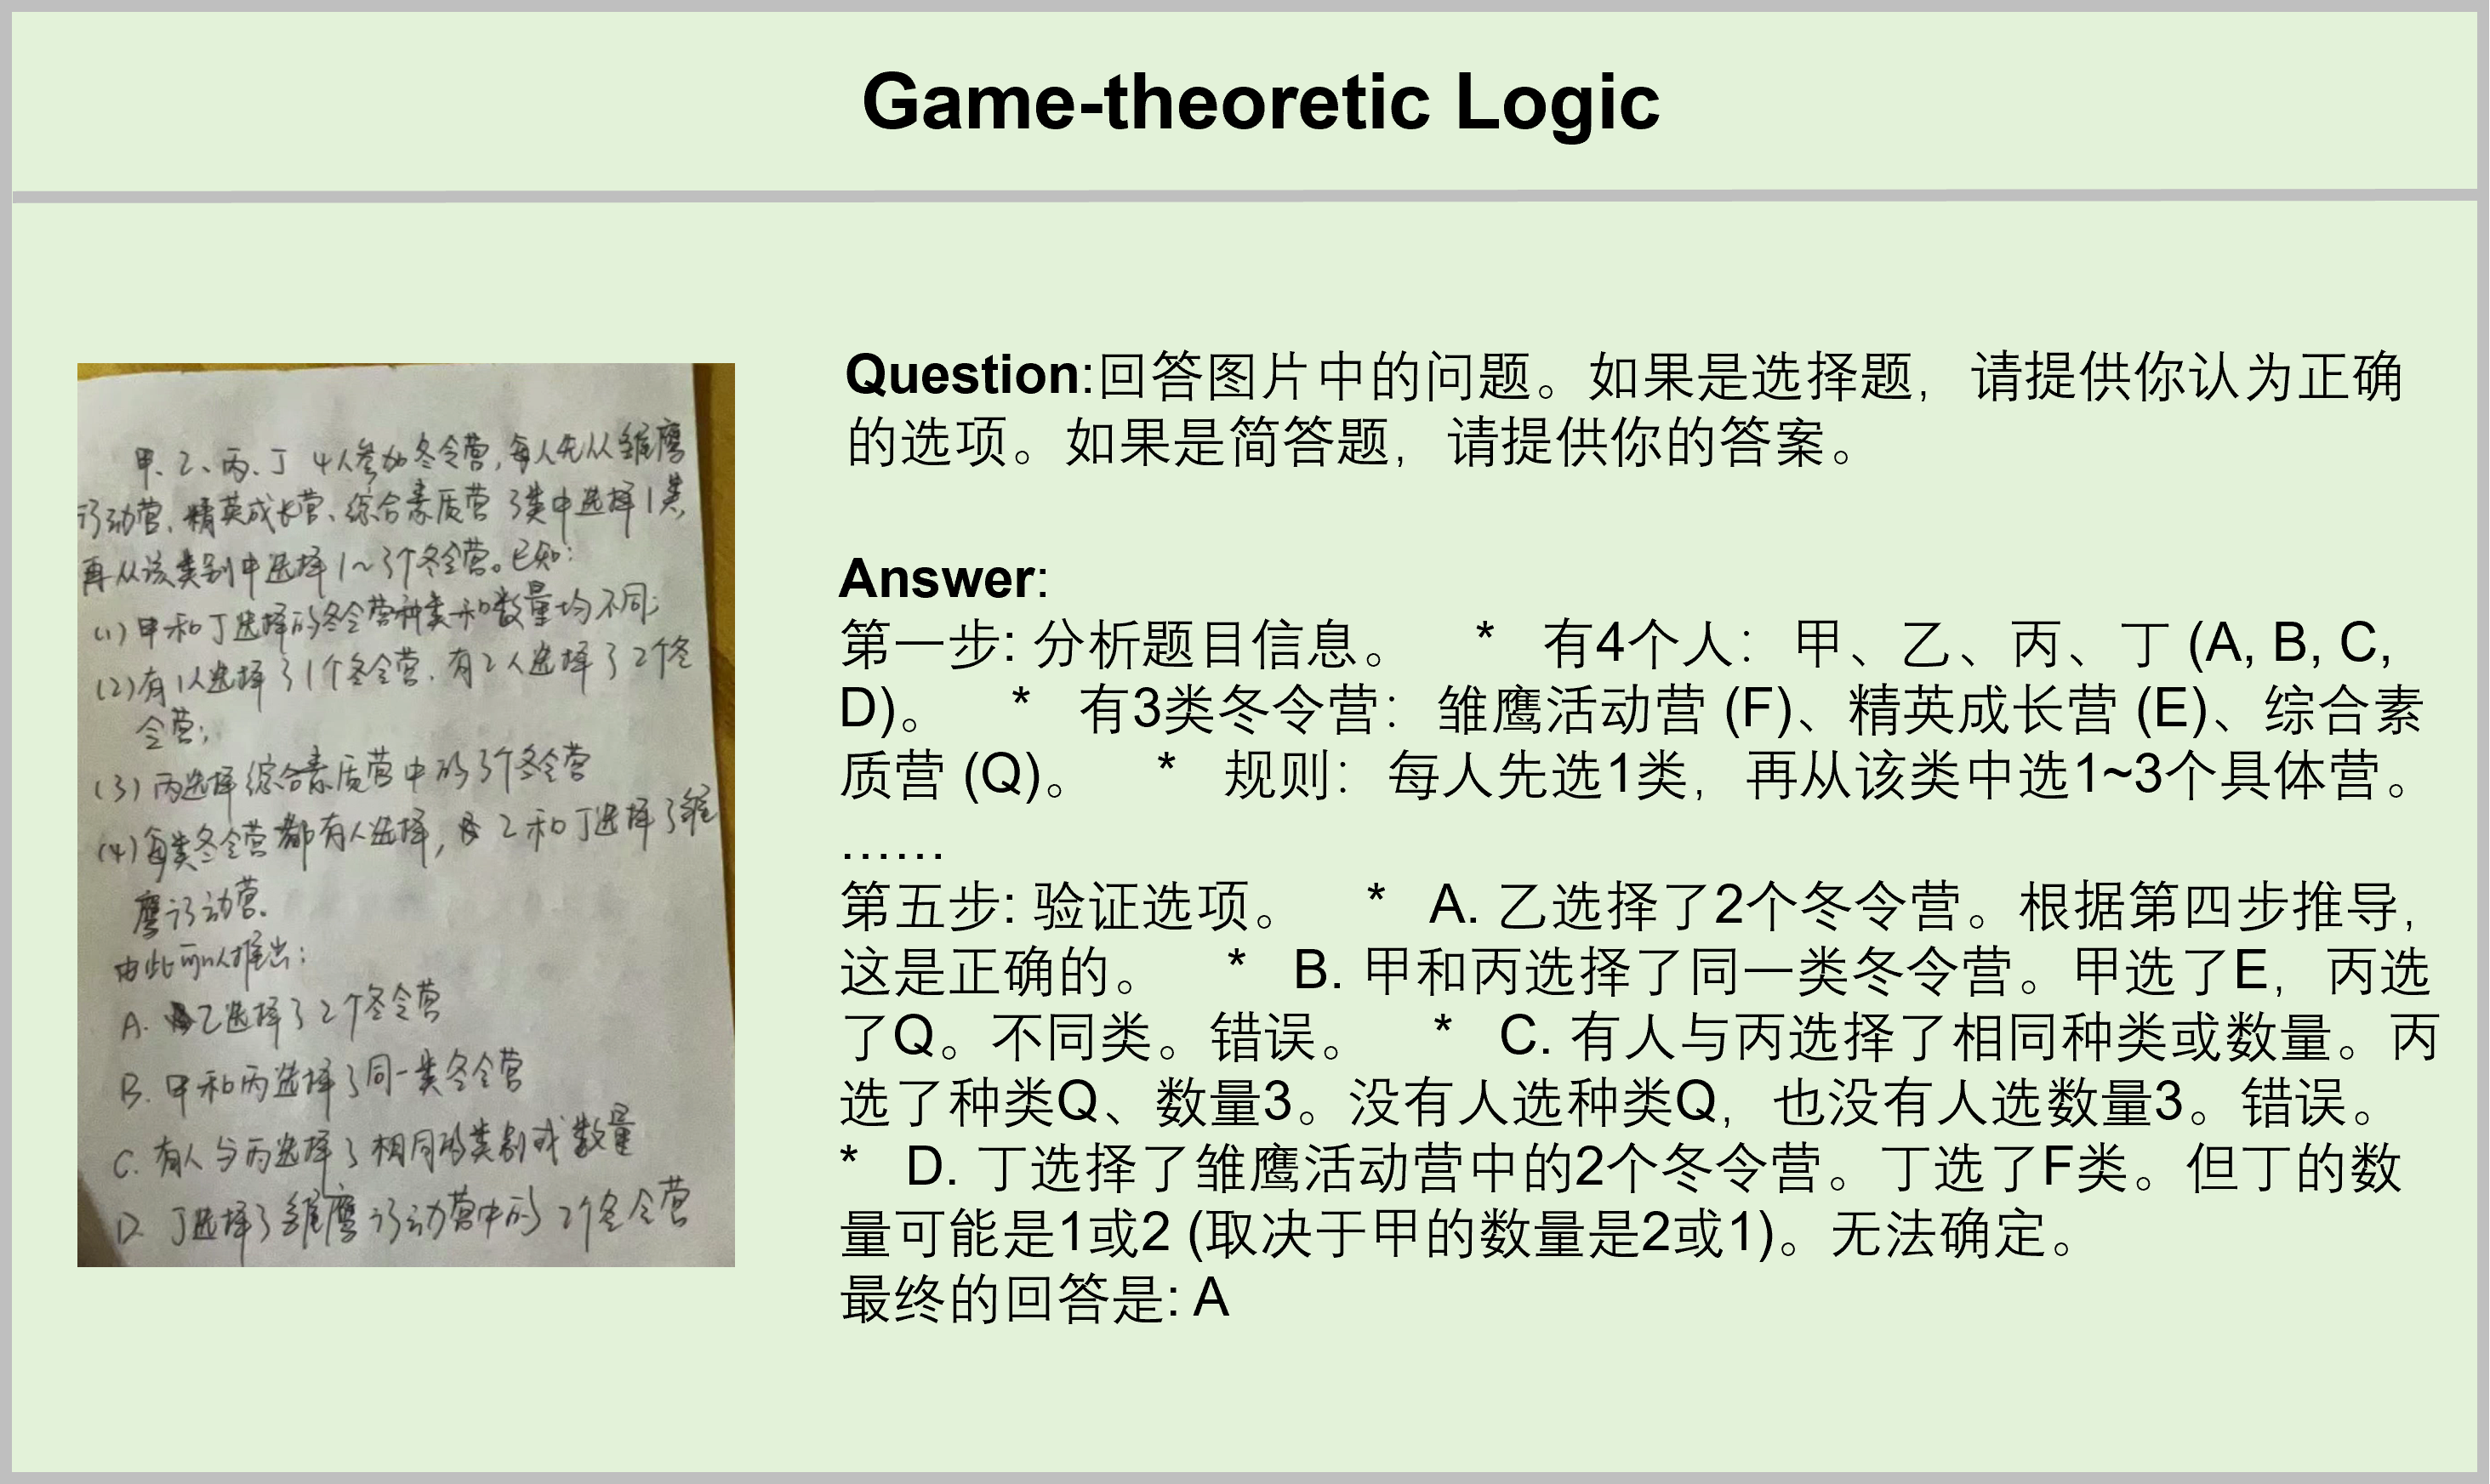 Game-theoretic Logic
甲、乙、丙、丁 4人参加冬令营,每人先从雏鹰
行动营、精英成长营、综合素质营 3类中选择1类,
再从该类别中选择1~3个冬令营。已知:
(1)甲和丁选择的冬令营种类和数量均不同;
(2)有1人选择了1个冬令营,有2人选择了2个冬
令营;
(3)丙选择综合素质营中的3个冬令营
(4)每类冬令营都有人选择,乙和丁选择了雏
鹰行动营.
由此可以推出:
A. 乙选择了2个冬令营
B. 甲和丙选择了同一类冬令营
C. 有人与丙选择了相同的类别或数量
D. 丁选择了雏鹰行动营中的2个冬令营
Question:回答图片中的问题。如果是选择题，请提供你认为正确
的选项。如果是简答题，请提供你的答案。
Answer:
第一步: 分析题目信息。 * 有4个人：甲、乙、丙、丁 (A, B, C,
D)。 * 有3类冬令营：雏鹰活动营 (F)、精英成长营 (E)、综合素
质营 (Q)。 * 规则：每人先选1类，再从该类中选1~3个具体营。
……
第五步: 验证选项。 * A. 乙选择了2个冬令营。根据第四步推导，
这是正确的。 * B. 甲和丙选择了同一类冬令营。甲选了E，丙选
了Q。不同类。错误。 * C. 有人与丙选择了相同种类或数量。丙
选了种类Q、数量3。没有人选种类Q，也没有人选数量3。错误。
* D. 丁选择了雏鹰活动营中的2个冬令营。丁选了F类。但丁的数
量可能是1或2 (取决于甲的数量是2或1)。无法确定。
最终的回答是: A